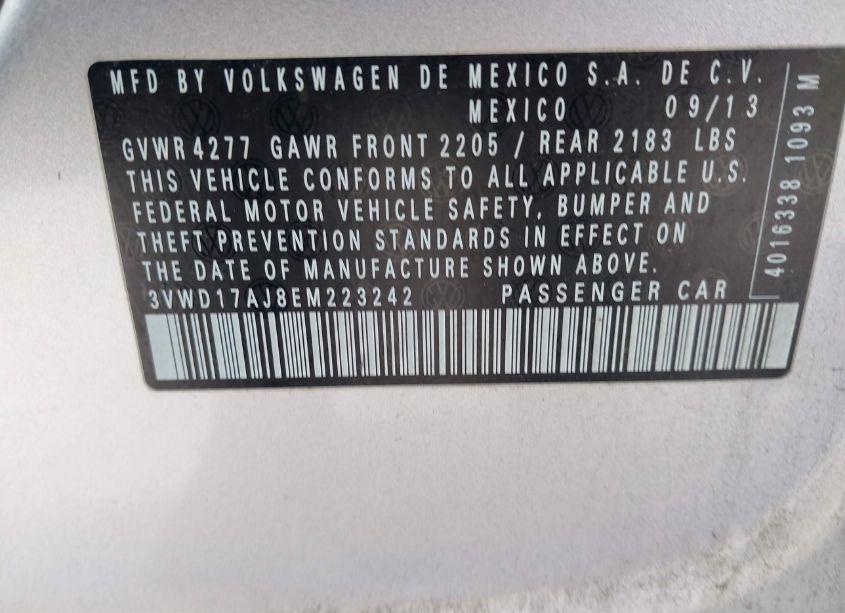 MFD BY VOLKSWAGEN DE MEXICO S.A. DE C.V.
MEXICO 09/13
GVWR 4277 GAWR FRONT 2205 / REAR 2183 LBS
THIS VEHICLE CONFORMS TO ALL APPLICABLE U.S.
FEDERAL MOTOR VEHICLE SAFETY, BUMPER AND
THEFT PREVENTION STANDARDS IN EFFECT ON
THE DATE OF MANUFACTURE SHOWN ABOVE.
3VWD17AJ8EM223242 PASSENGER CAR
4016338 1093 M